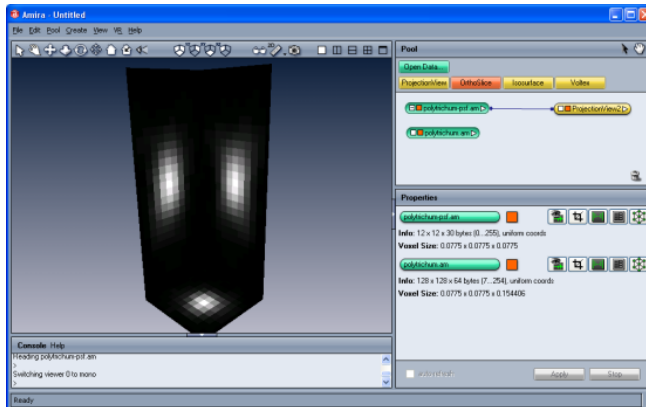 Amira - Untitled
File Edit Pool Create View VR Help
Pool
Open Data...
ProjectionView OrthoSlice Isosurface Voltex
polytrichum-psf.am ProjectionView2
polytrichum.am
Properties
polytrichum-psf.am
Info: 12 x 12 x 30 bytes (0...255), uniform coords
Voxel Size: 0.0775 x 0.0775 x 0.0775
polytrichum.am
Info: 128 x 128 x 64 bytes (7...254), uniform coords
Voxel Size: 0.0775 x 0.0775 x 0.154406
Console Help
Reading polytrichum-psf.am
>
Switching viewer 0 to mono
>
auto-refresh Apply Stop
Ready